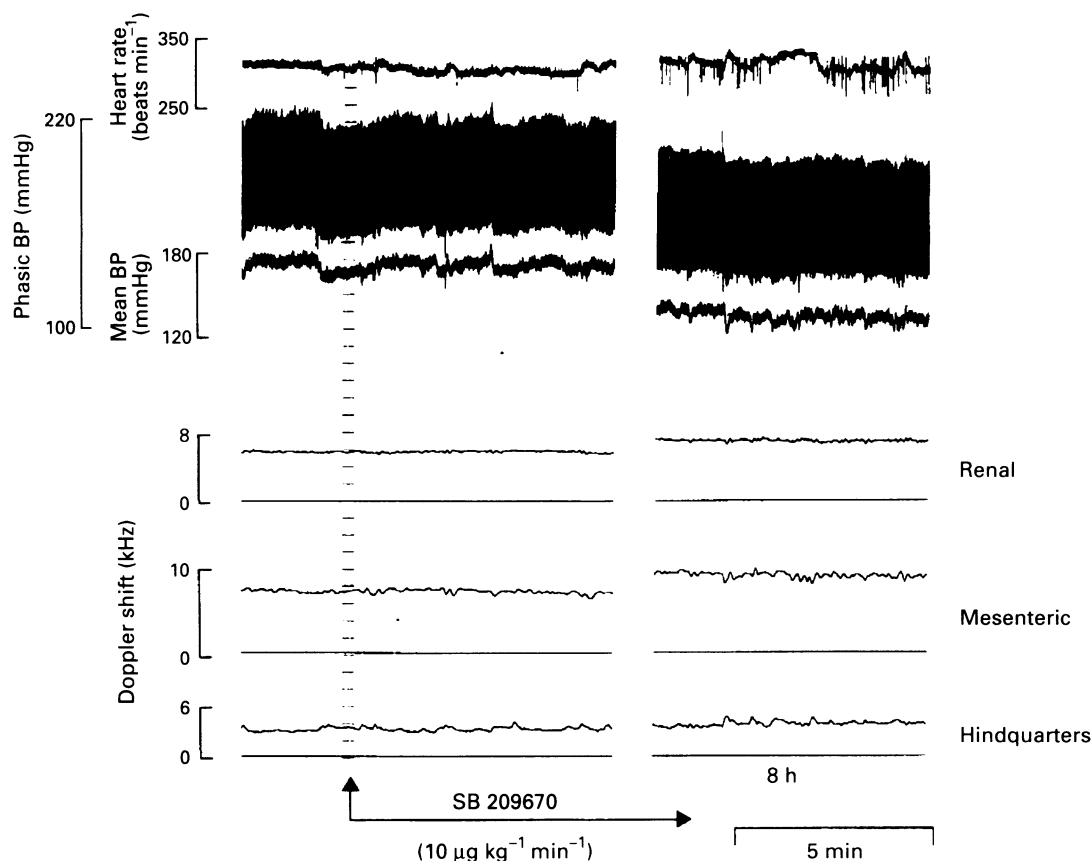 350
Heart rate
(beats min⁻¹)
250
220
Phasic BP (mmHg)
100
180
Mean BP
(mmHg)
120
8
0
Renal
Doppler shift (kHz)
10
0
Mesenteric
6
0
Hindquarters
8 h
SB 209670
(10 µg kg⁻¹ min⁻¹)
5 min